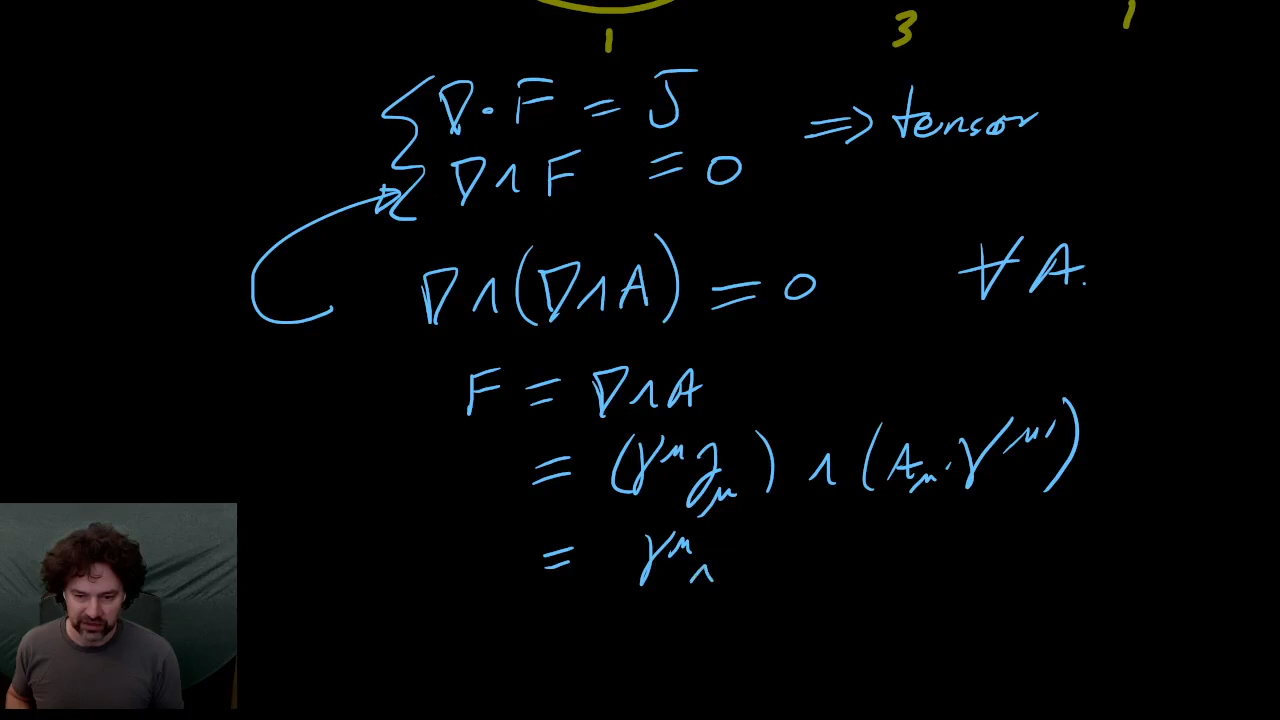 1 3 1
∇ · F = J ⇒ tensor
∇ ∧ F = 0
∇ ∧ (∇ ∧ A) = 0 ∀ A.
F = ∇ ∧ A
= (γ^μ ∂_μ) ∧ (A_μ' γ^μ')
= γ^μ ∧